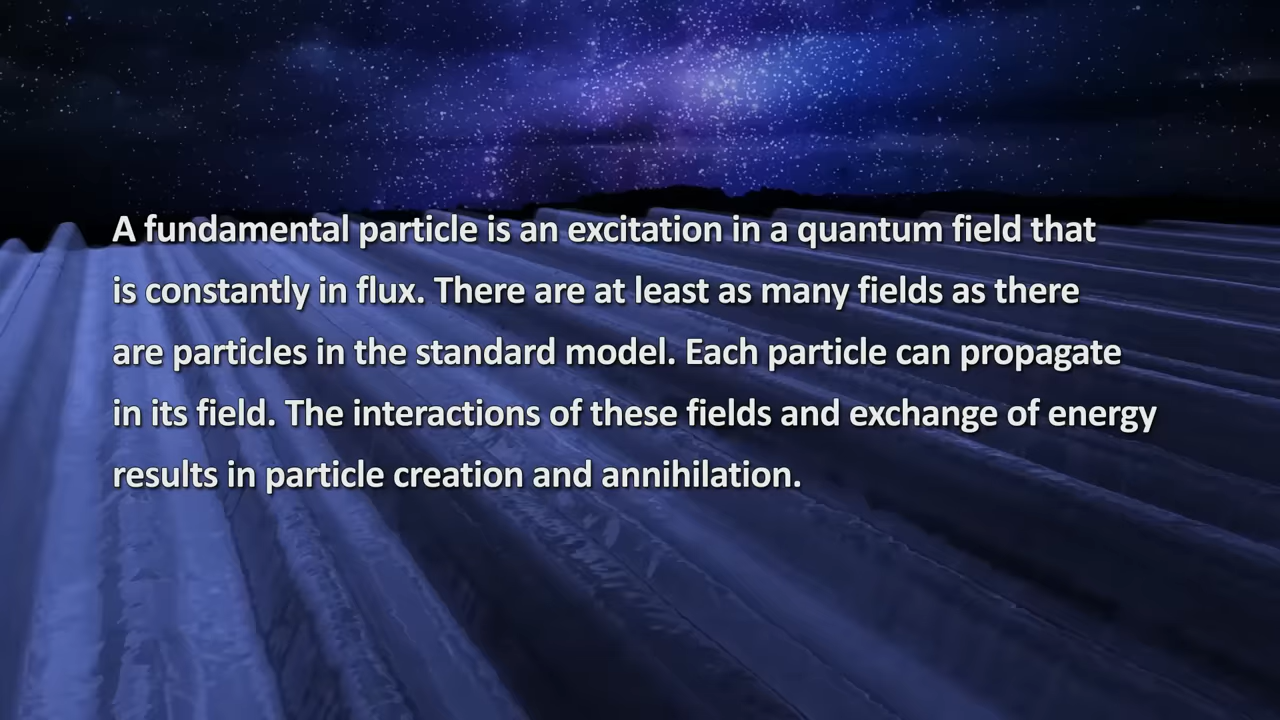 A fundamental particle is an excitation in a quantum field that
is constantly in flux. There are at least as many fields as there
are particles in the standard model. Each particle can propagate
in its field. The interactions of these fields and exchange of energy
results in particle creation and annihilation.